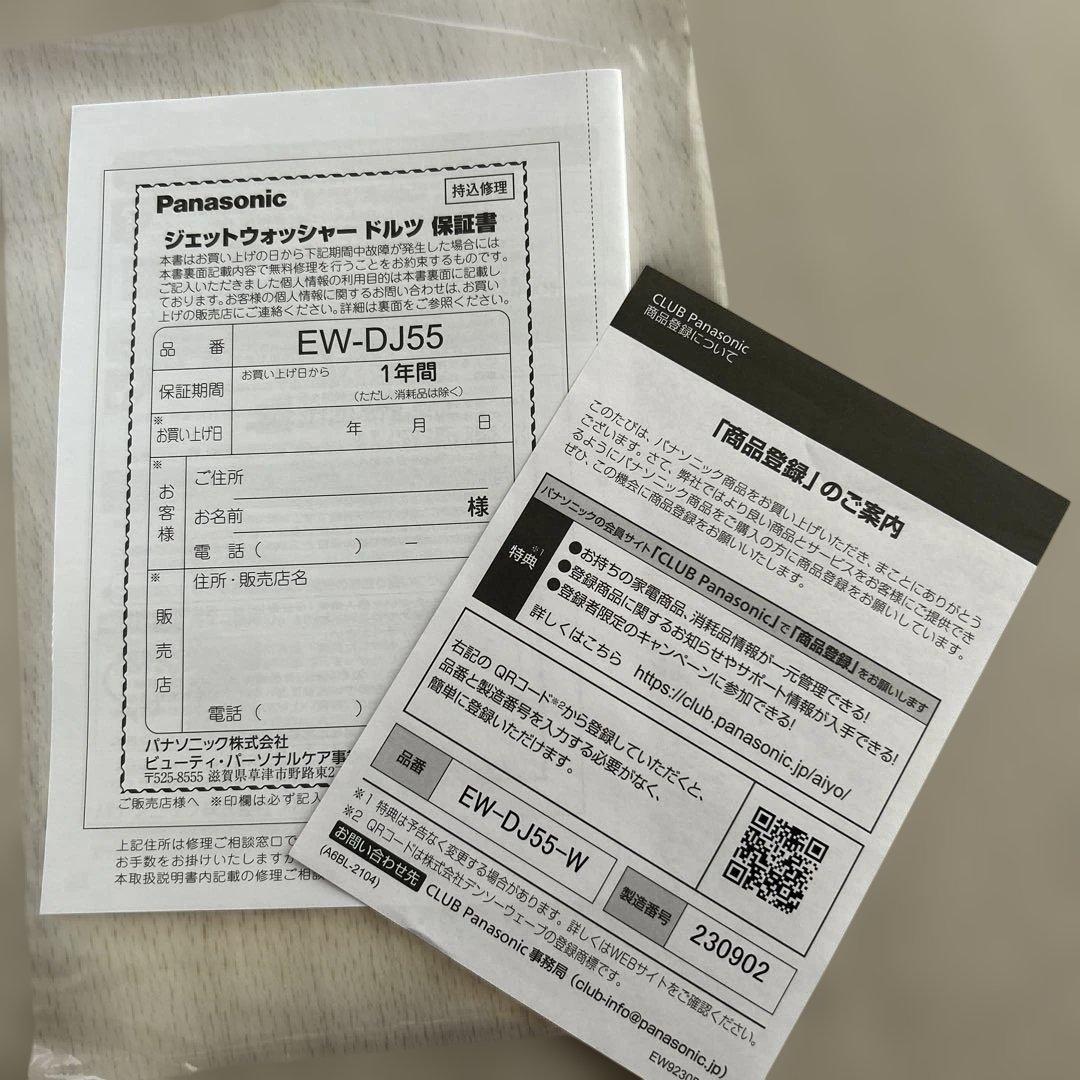 Panasonic
持込修理
ジェットウォッシャー ドルツ 保証書
本書はお買い上げの日から下記期間中故障が発生した場合には
本書裏面記載内容で無料修理を行うことをお約束するものです。
ご記入いただきました個人情報の利用目的は本書裏面に記載し
ております。お客様の個人情報に関するお問い合わせは、お買い
上げの販売店にご連絡ください。詳細は裏面をご参照ください。
品 番 EW-DJ55
保証期間 お買い上げ日から 1年間
(ただし、消耗品は除く)
※お買い上げ日 年 月 日
※お客様
ご住所
お名前 様
電 話( ) −
※販売店
住所・販売店名
電話( )
パナソニック株式会社
ビューティ・パーソナルケア事
〒525-8555 滋賀県草津市野路東2
ご販売店様へ ※印欄は必ず記入
上記住所は修理ご相談窓口で
お手数をお掛けいたしますが
本取扱説明書内記載の修理ご相談
CLUB Panasonic
商品登録について
「商品登録」のご案内
このたびは、パナソニック商品をお買い上げいただき、まことにありがとう
ございます。さて、弊社ではより良い商品とサービスをお客様にご提供でき
るようにパナソニック商品をご購入の方に商品登録をお願いしています。
ぜひ、この機会に商品登録をお願いいたします。
パナソニックの会員サイト「CLUB Panasonic」で「商品登録」をお願いします
特典※1
●お持ちの家電商品、消耗品情報が一元管理できる!
●登録商品に関するお知らせやサポート情報が入手できる!
●登録者限定のキャンペーンに参加できる!
詳しくはこちら https://club.panasonic.jp/aiyo/
右記の QRコード※2から登録していただくと、
品番と製造番号を入力する必要がなく、
簡単に登録いただけます。
品番 EW-DJ55-W
製造番号 230902
※1 特典は予告なく変更する場合があります。詳しくはWEBサイトをご確認ください。
※2 QRコードは株式会社デンソーウェーブの登録商標です。
お問い合わせ先 CLUB Panasonic 事務局 (club-info@panasonic.jp)
(A6BL-2104)